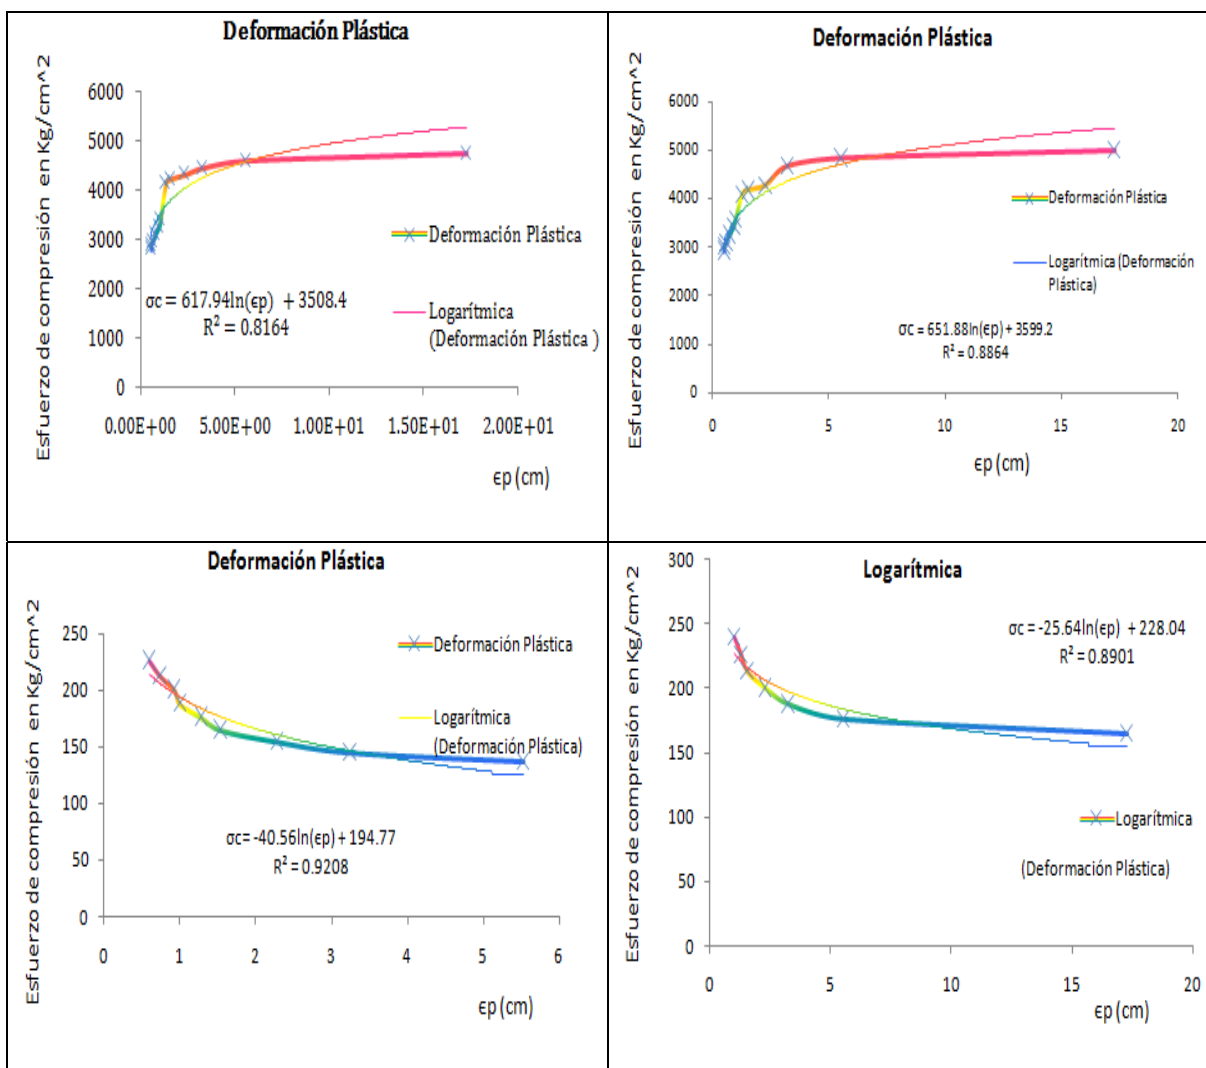 Deformación Plástica
Esfuerzo de compresión en Kg/cm^2
6000
5000
4000
3000
2000
1000
0
0.00E+00 5.00E+00 1.00E+01 1.50E+01 2.00E+01
Deformación Plástica
σc = 617.94ln(ϵp) + 3508.4
R² = 0.8164
Logarítmica
(Deformación Plástica )
ϵp (cm)
Deformación Plástica
Esfuerzo de compresión en Kg/cm^2
6000
5000
4000
3000
2000
1000
0
0 5 10 15 20
Deformación Plástica
Logarítmica (Deformación
Plástica)
σc = 651.88ln(ϵp) + 3599.2
R² = 0.8864
ϵp (cm)
Deformación Plástica
Esfuerzo de compresión en Kg/cm^2
250
200
150
100
50
0
0 1 2 3 4 5 6
Deformación Plástica
Logarítmica
(Deformación Plástica)
σc= -40.56ln(ϵp) + 194.77
R² = 0.9208
ϵp (cm)
Logarítmica
Esfuerzo de compresión en Kg/cm^2
300
250
200
150
100
50
0
0 5 10 15 20
σc= -25.64ln(ϵp) + 228.04
R² = 0.8901
Logarítmica
(Deformación Plástica)
ϵp (cm)